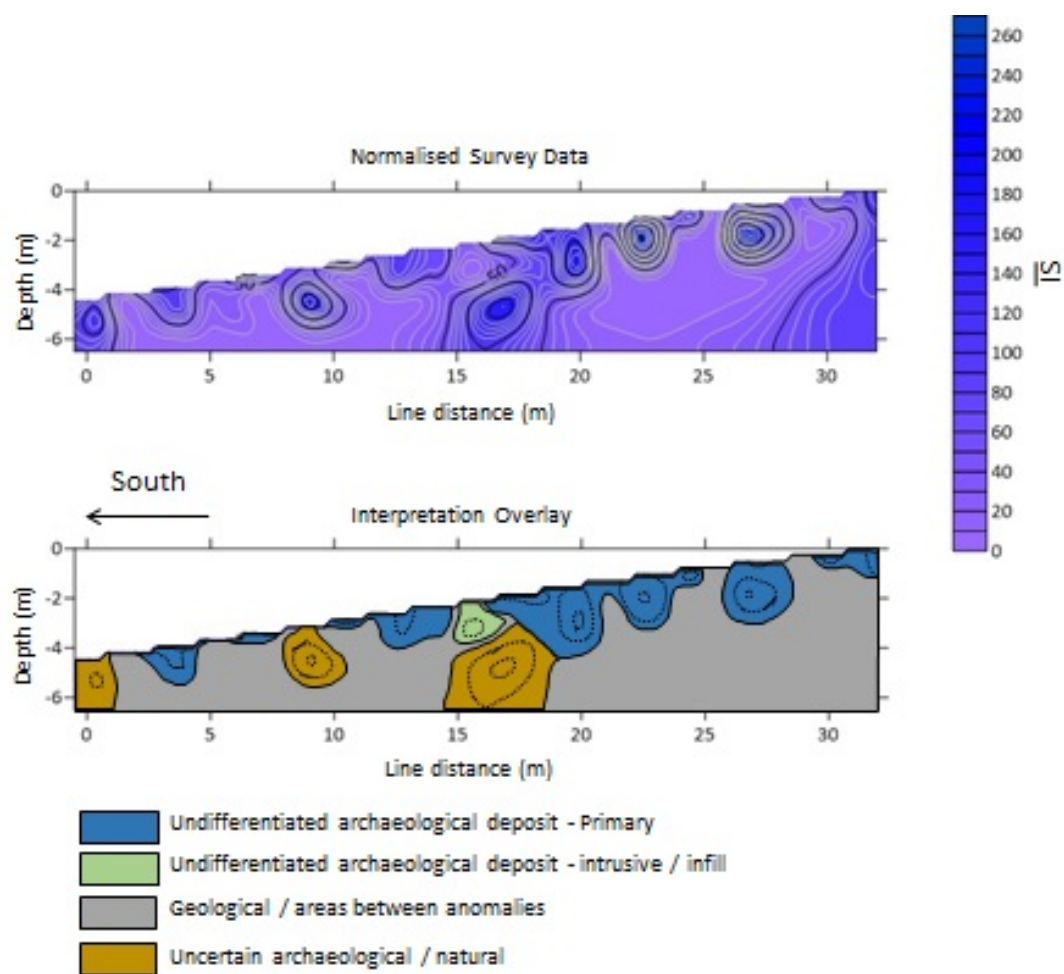 Normalised Survey Data
0
-2
-4
-6
Depth (m)
50
0 5 10 15 20 25 30
Line distance (m)
260
240
220
200
180
160
140
120
100
80
60
40
20
0
SI
South
Interpretation Overlay
0
-2
-4
-6
Depth (m)
0 5 10 15 20 25 30
Line distance (m)
Undifferentiated archaeological deposit - Primary
Undifferentiated archaeological deposit - intrusive / infill
Geological / areas between anomalies
Uncertain archaeological / natural